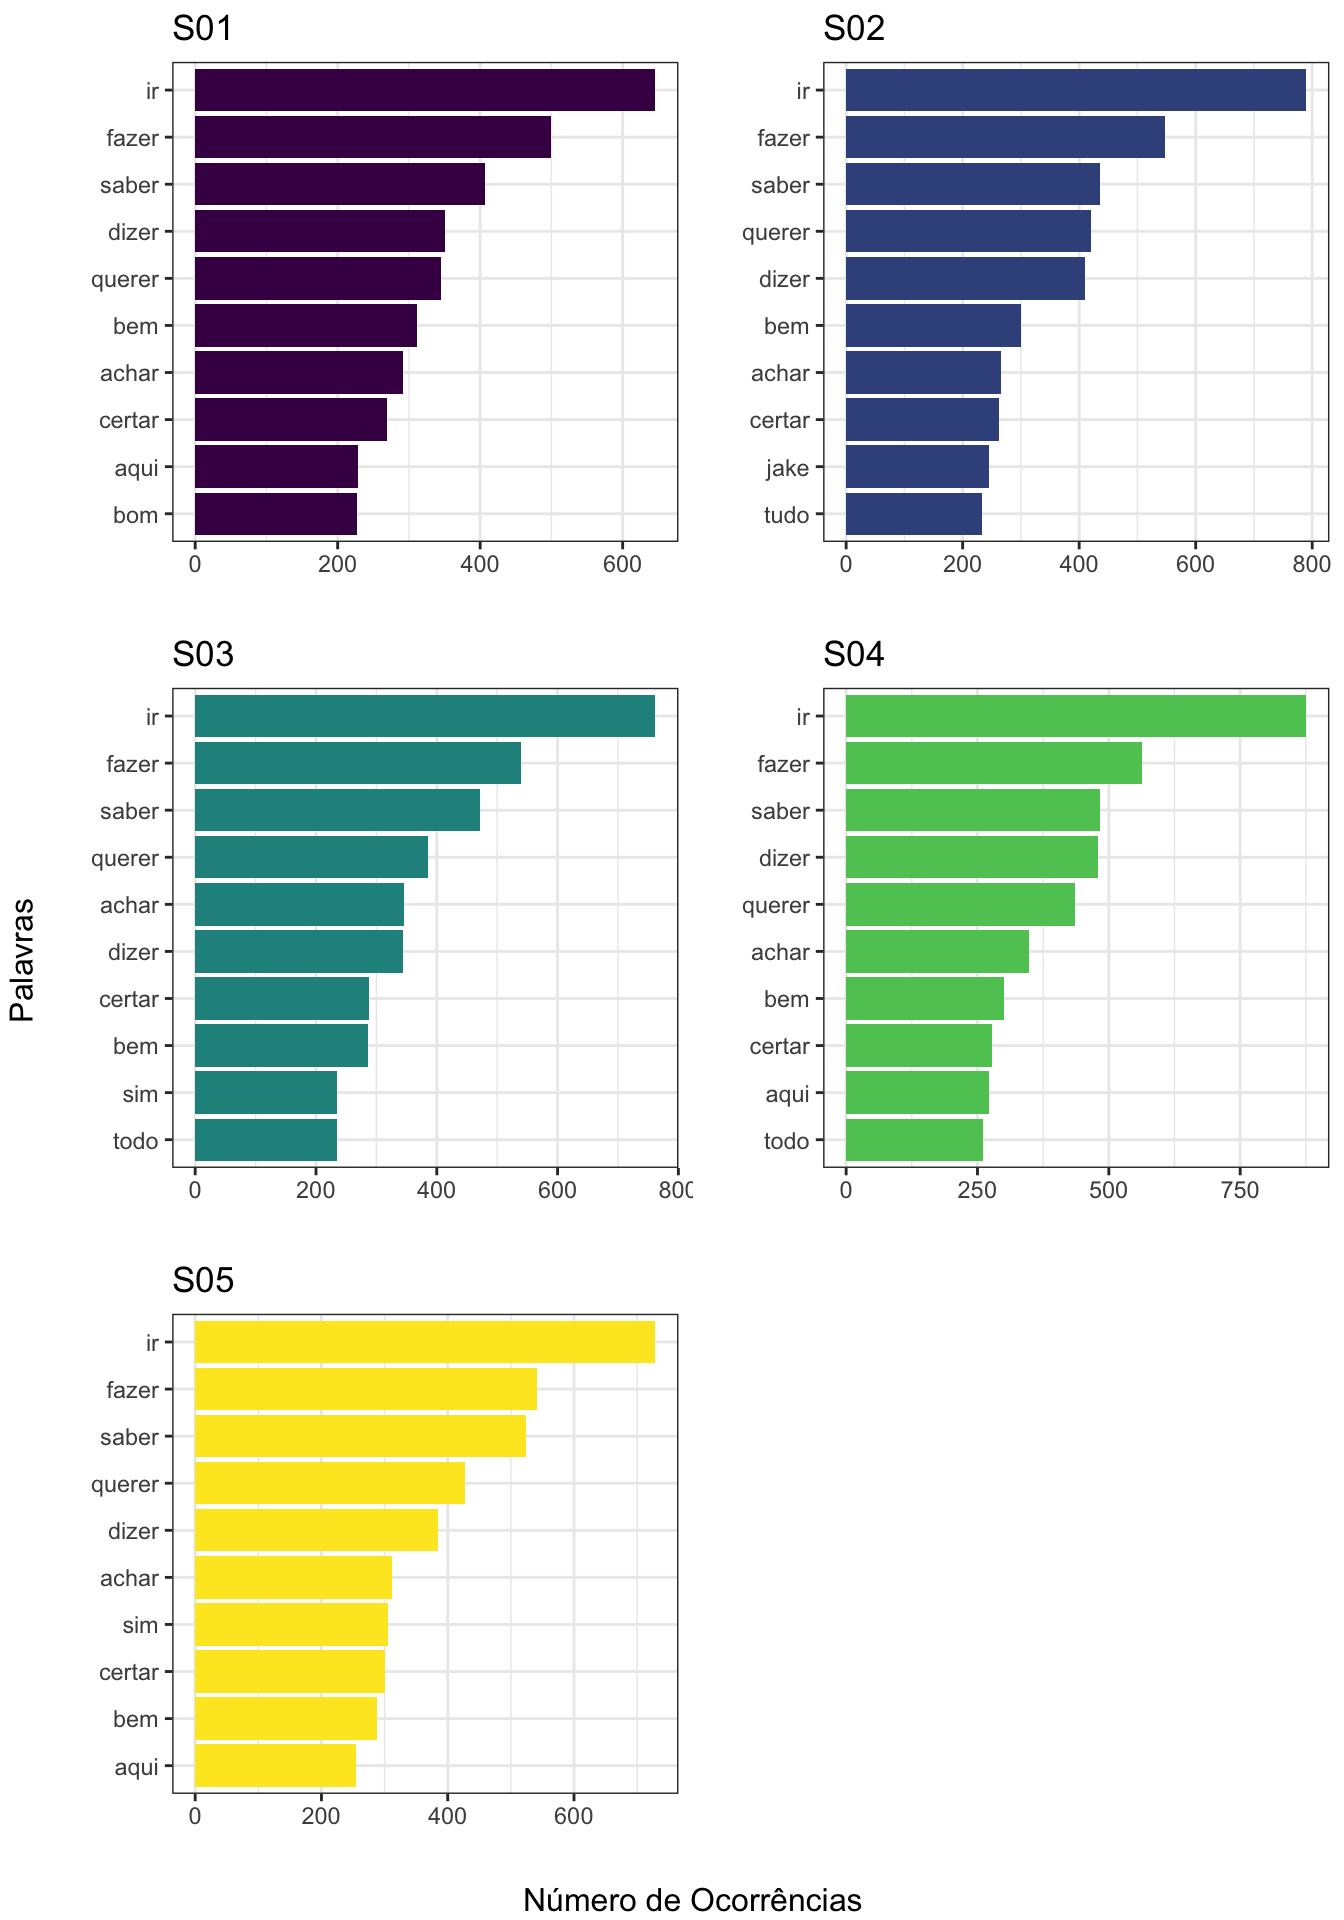 S01
ir
fazer
saber
dizer
querer
bem
achar
certar
aqui
bom
0 200 400 600
S02
ir
fazer
saber
querer
dizer
bem
achar
certar
jake
tudo
0 200 400 600 800
Palavras
S03
ir
fazer
saber
querer
achar
dizer
certar
bem
sim
todo
0 200 400 600 800
S04
ir
fazer
saber
dizer
querer
achar
bem
certar
aqui
todo
0 250 500 750
S05
ir
fazer
saber
querer
dizer
achar
sim
certar
bem
aqui
0 200 400 600
Número de Ocorrências